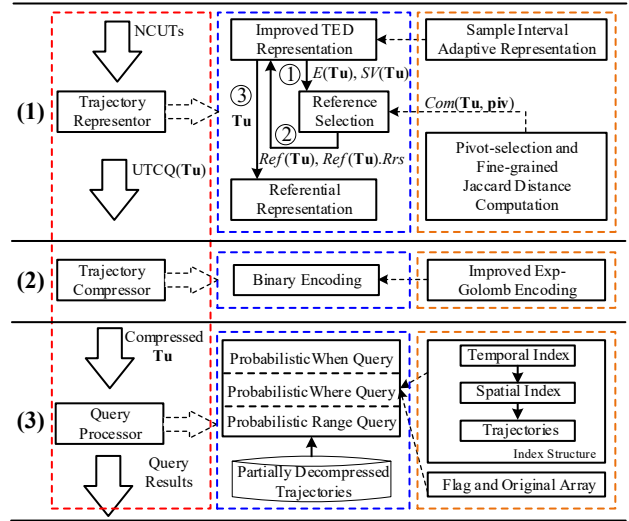 NCUTs
(1)
Trajectory
Representor
UTCQ(Tu)
Improved TED
Representation
① E(Tu), SV(Tu)
③
Tu
Reference
Selection
②
Ref(Tu), Ref(Tu).Rrs
Referential Representation
Sample Interval
Adaptive Representation
Com(Tu, piv)
Pivot-selection and
Fine-grained
Jaccard Distance
Computation
(2)
Trajectory
Compressor
Binary Encoding
Improved Exp-
Golomb Encoding
Compressed
Tu
(3)
Query
Processor
Query
Results
Probabilistic When Query
Probabilistic Where Query
Probabilistic Range Query
Partially Decompressed
Trajectories
Temporal Index
Spatial Index
Trajectories
Index Structure
Flag and Original Array